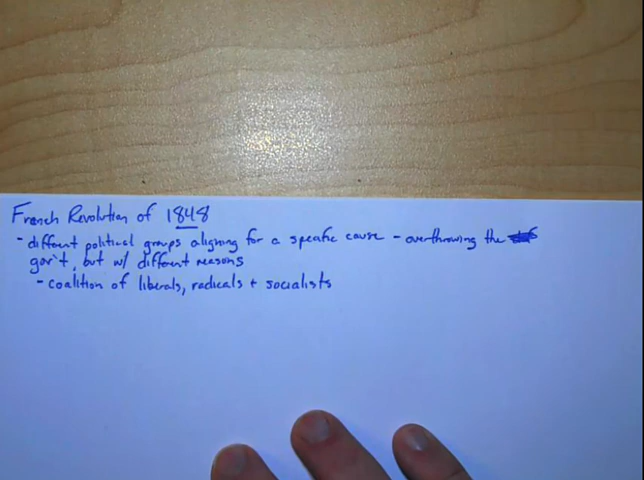 French Revolution of 1848
- different political groups aligning for a specific cause - overthrowing the
gov't, but w/ different reasons
- coalition of liberals, radicals + socialists